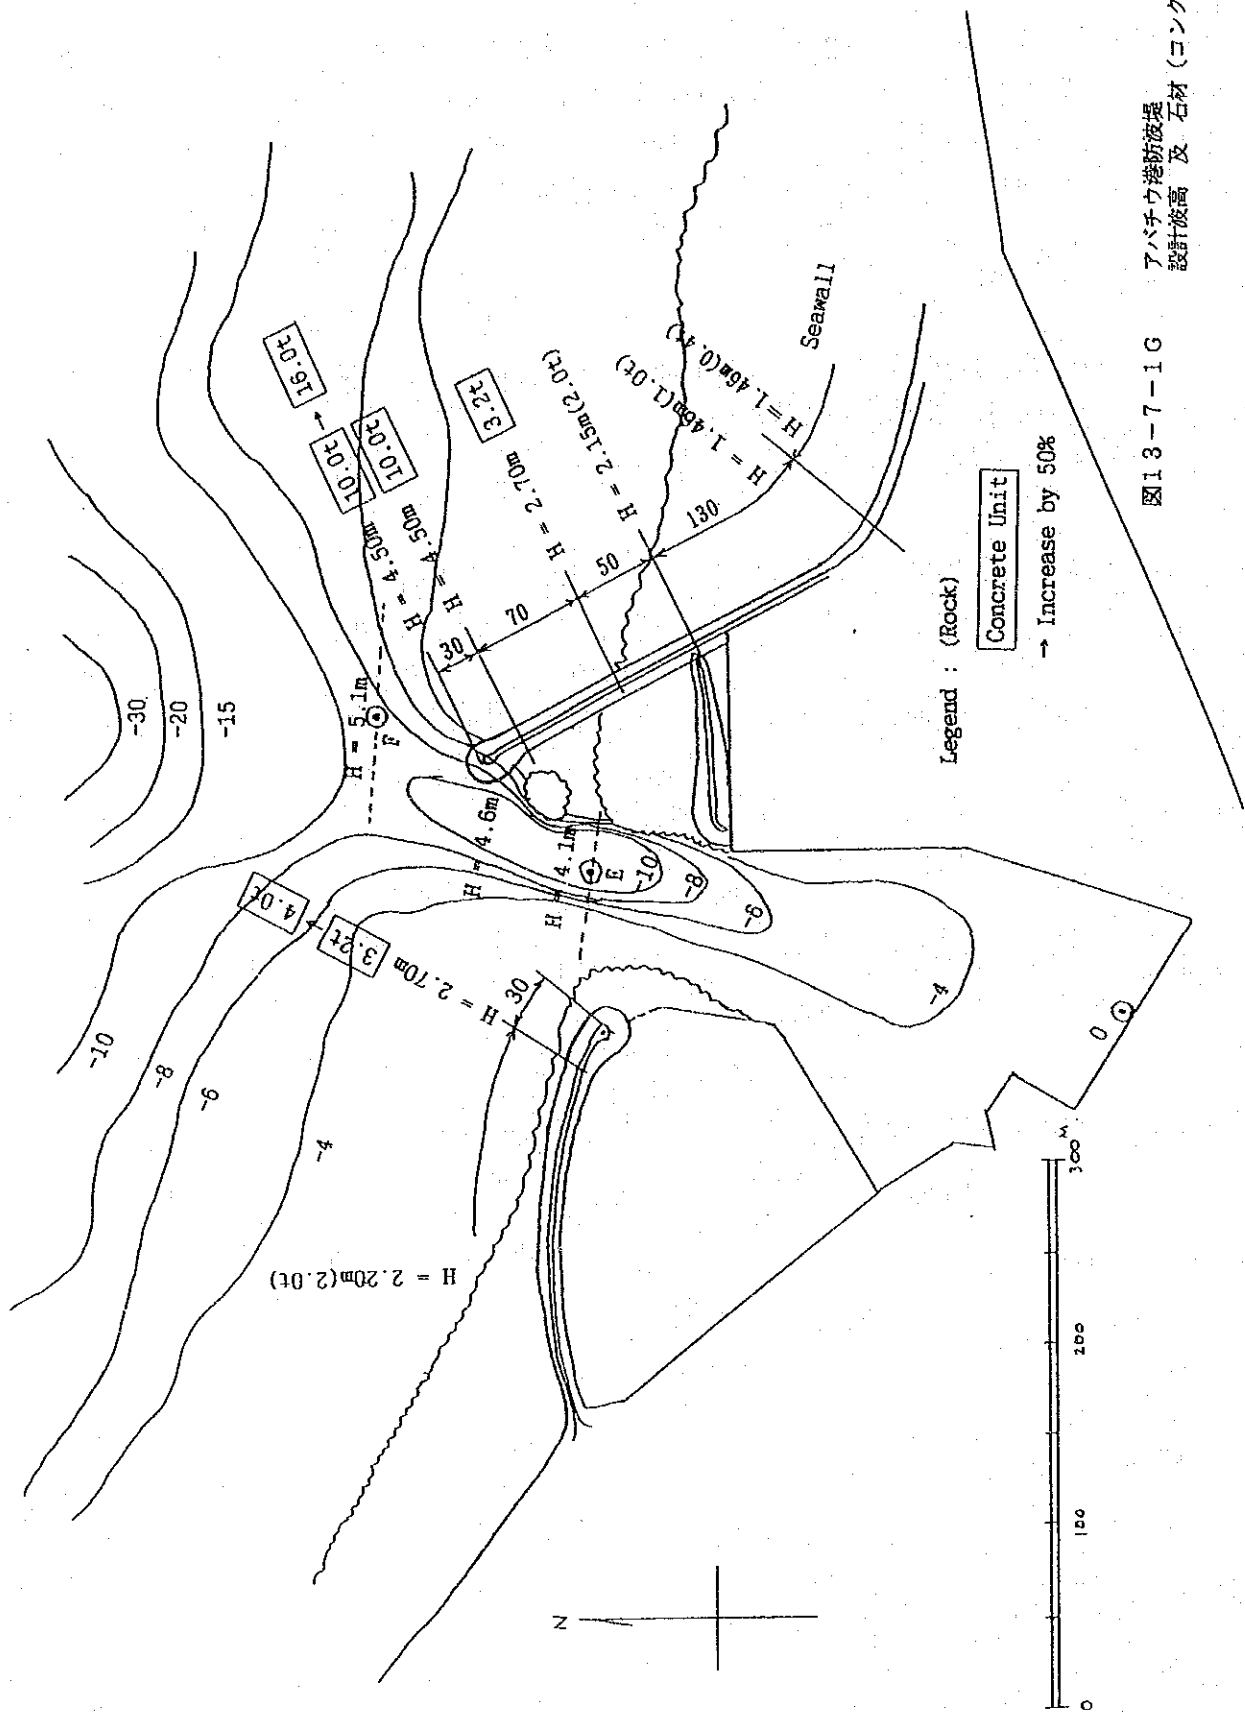 -30
-20
-15
-10
-8
-6
-4
H = 5.1m
E
H = 4.6m
H = 4.1m
E
-10
-8
-6
-4
O
10.0t → 16.0t
H = 4.50m
10.0t
H = 4.50m
3.2t
H = 2.70m
H = 2.15m(2.0t)
H = 1.46m(1.0t)
H = 1.46m(0.4t)
30
70
50
130
Seawall
H = 2.70m 3.2t → 4.0t
30
H = 2.20m(2.0t)
N
0
100
200
300 M
Legend : (Rock)
Concrete Unit
→ Increase by 50%
図13-7-1G アバチウ港防波堤
設計波高 及 石材 (コンク